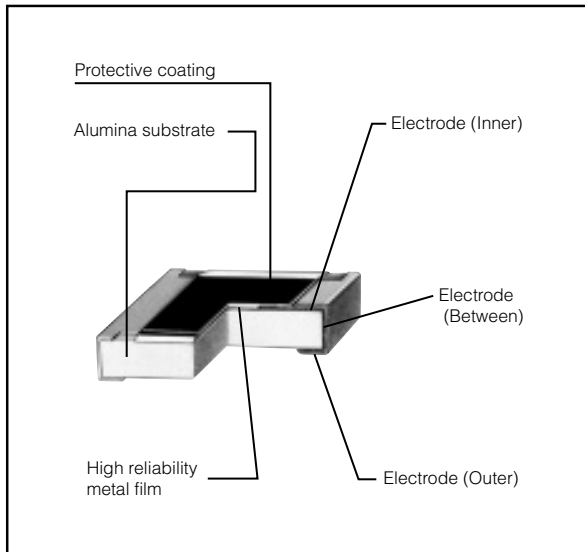 Protective coating
Alumina substrate
Electrode (Inner)
Electrode
(Between)
High reliability
metal film
Electrode (Outer)